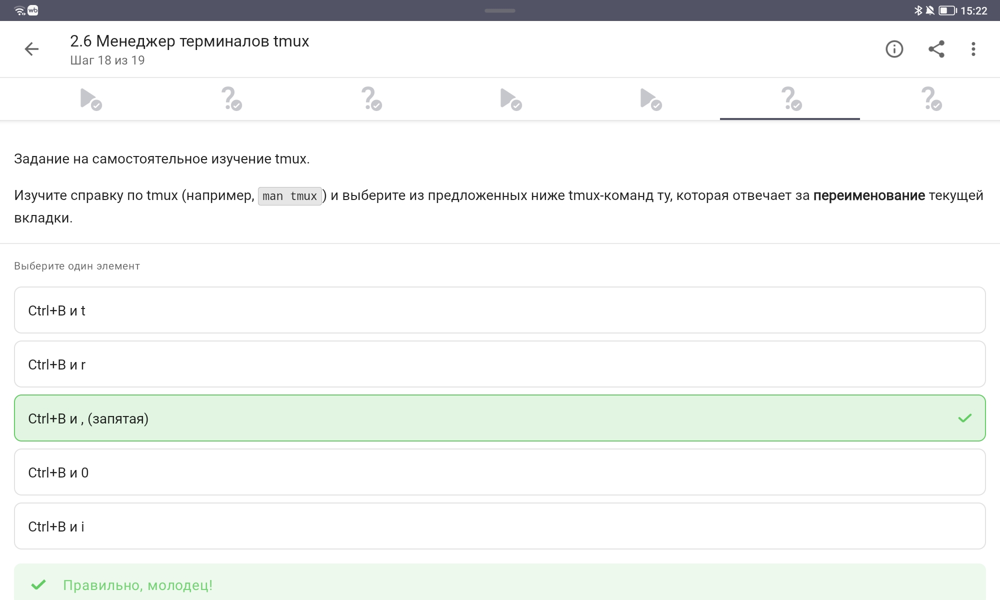 wb
15:22
2.6 Менеджер терминалов tmux
Шаг 18 из 19
Задание на самостоятельное изучение tmux.
Изучите справку по tmux (например, man tmux) и выберите из предложенных ниже tmux-команд ту, которая отвечает за переименование текущей
вкладки.
Выберите один элемент
Ctrl+B и t
Ctrl+B и r
Ctrl+B и , (запятая)
Ctrl+B и 0
Ctrl+B и i
Правильно, молодец!